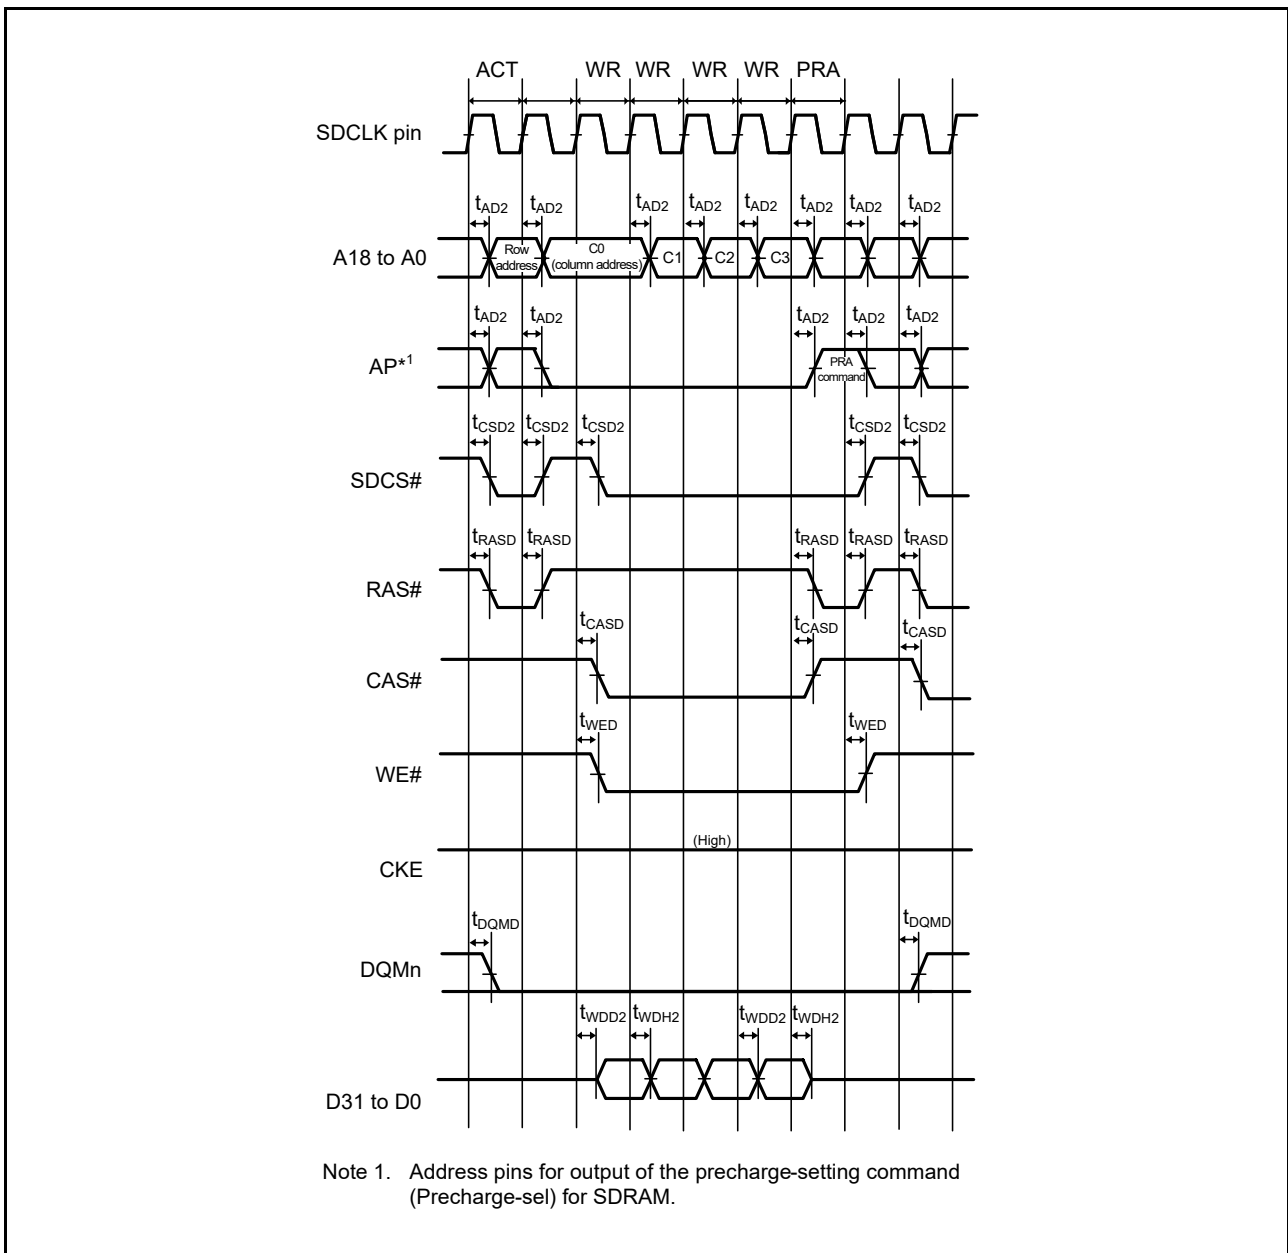 ACT WR WR WR WR PRA
SDCLK pin
tAD2 tAD2 tAD2 tAD2 tAD2 tAD2 tAD2 tAD2
A18 to A0
Row
address
C0
(column address)
C1 C2 C3
tAD2 tAD2 tAD2 tAD2 tAD2
AP*1
PRA
command
tCSD2 tCSD2 tCSD2 tCSD2 tCSD2
SDCS#
tRASD tRASD tRASD tRASD tRASD
RAS#
tCASD tCASD tCASD
CAS#
tWED tWED
WE#
(High)
CKE
tDQMD tDQMD
DQMn
tWDD2 tWDH2 tWDD2 tWDH2
D31 to D0
Note 1. Address pins for output of the precharge-setting command
(Precharge-sel) for SDRAM.